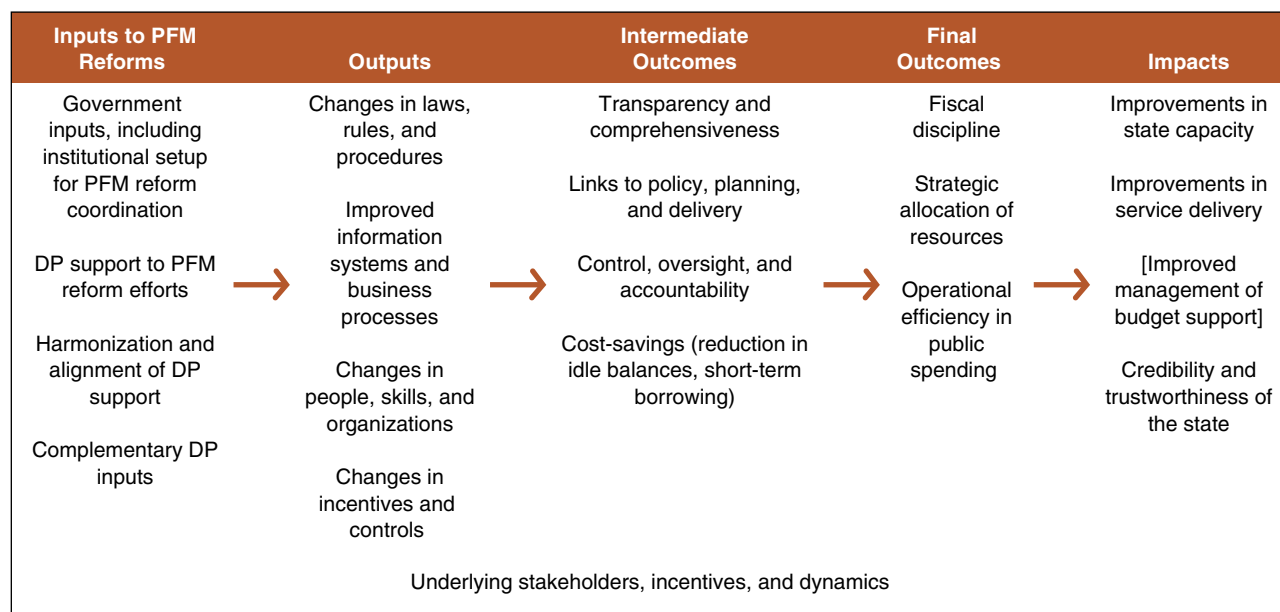 Inputs to PFM
Reforms
Outputs
Intermediate
Outcomes
Final
Outcomes
Impacts
Government
inputs, including
institutional setup
for PFM reform
coordination
DP support to PFM
reform efforts
Harmonization and
alignment of DP
support
Complementary DP
inputs
Changes in laws,
rules, and
procedures
Improved
information
systems and
business
processes
Changes in
people, skills, and
organizations
Changes in
incentives and
controls
Transparency and
comprehensiveness
Links to policy, planning,
and delivery
Control, oversight, and
accountability
Cost-savings (reduction in
idle balances, short-term
borrowing)
Fiscal
discipline
Strategic
allocation of
resources
Operational
efficiency in
public
spending
Improvements in
state capacity
Improvements in
service delivery
[Improved
management of
budget support]
Credibility and
trustworthiness of
the state
Underlying stakeholders, incentives, and dynamics